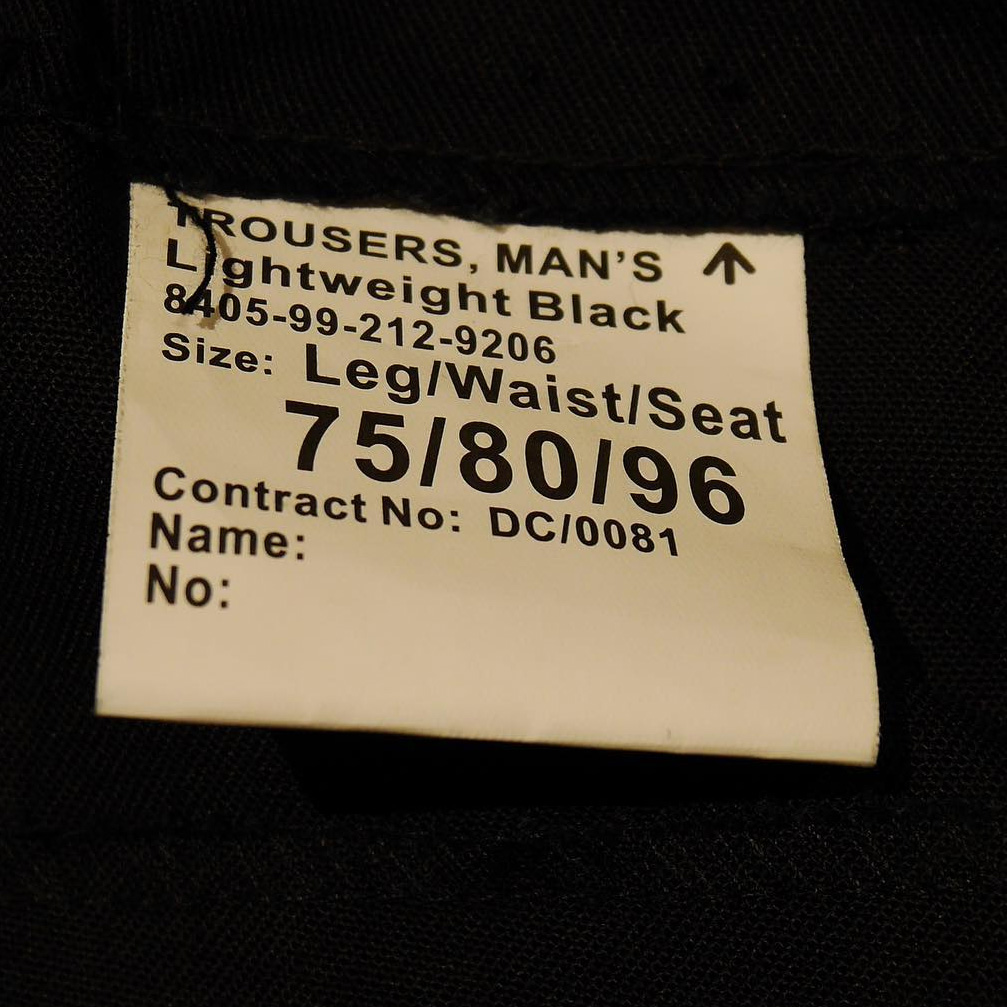 TROUSERS, MAN'S ↑
Lightweight Black
8405-99-212-9206
Size: Leg/Waist/Seat
75/80/96
Contract No: DC/0081
Name:
No: